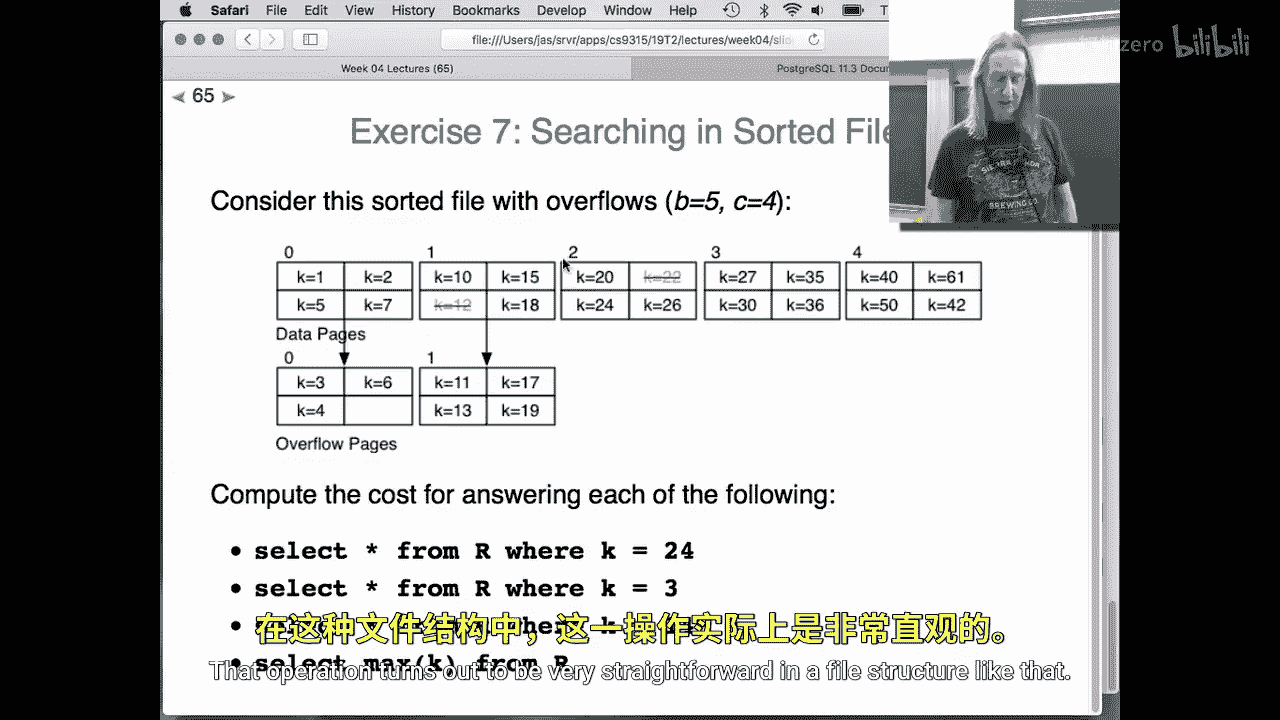 Safari File Edit View History Bookmarks Develop Window Help
file:///Users/jas/srvr/apps/cs9315/19T2/lectures/week04/slid
zero bilibili
Week 04 Lectures (65)
PostgreSQL 11.3 Docu
65
Exercise 7: Searching in Sorted File
Consider this sorted file with overflows (b=5, c=4):
0 1 2 3 4
k=1 k=2 k=10 k=15 k=20 k=22 k=27 k=35 k=40 k=61
k=5 k=7 k=12 k=18 k=24 k=26 k=30 k=36 k=50 k=42
Data Pages
0 1
k=3 k=6 k=11 k=17
k=4 k=13 k=19
Overflow Pages
Compute the cost for answering each of the following:
select * from R where k = 24
select * from R where k = 3
在这种文件结构中，这一操作实际上是非常直观的。
select max(k) from R
That operation turns out to be very straightforward in a file structure like that.
BREWING CO.